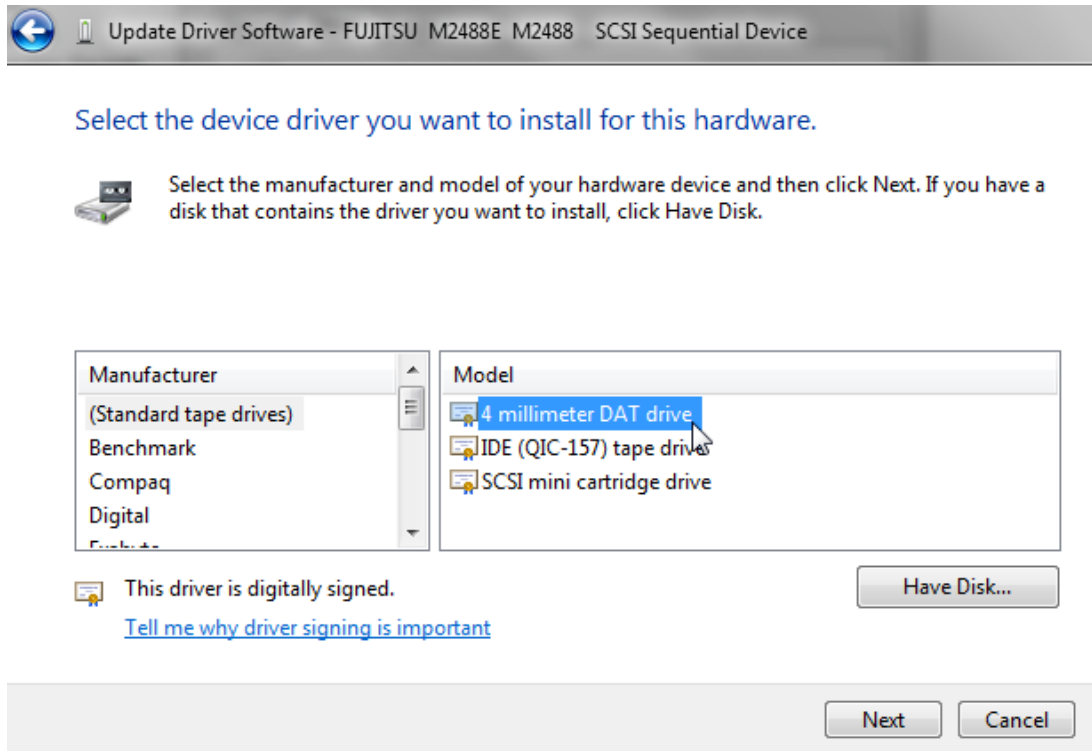 Update Driver Software - FUJITSU M2488E M2488 SCSI Sequential Device
Select the device driver you want to install for this hardware.
Select the manufacturer and model of your hardware device and then click Next. If you have a
disk that contains the driver you want to install, click Have Disk.
Manufacturer
(Standard tape drives)
Benchmark
Compaq
Digital
Model
4 millimeter DAT drive
IDE (QIC-157) tape drive
SCSI mini cartridge drive
This driver is digitally signed.
Have Disk...
Tell me why driver signing is important
Next
Cancel